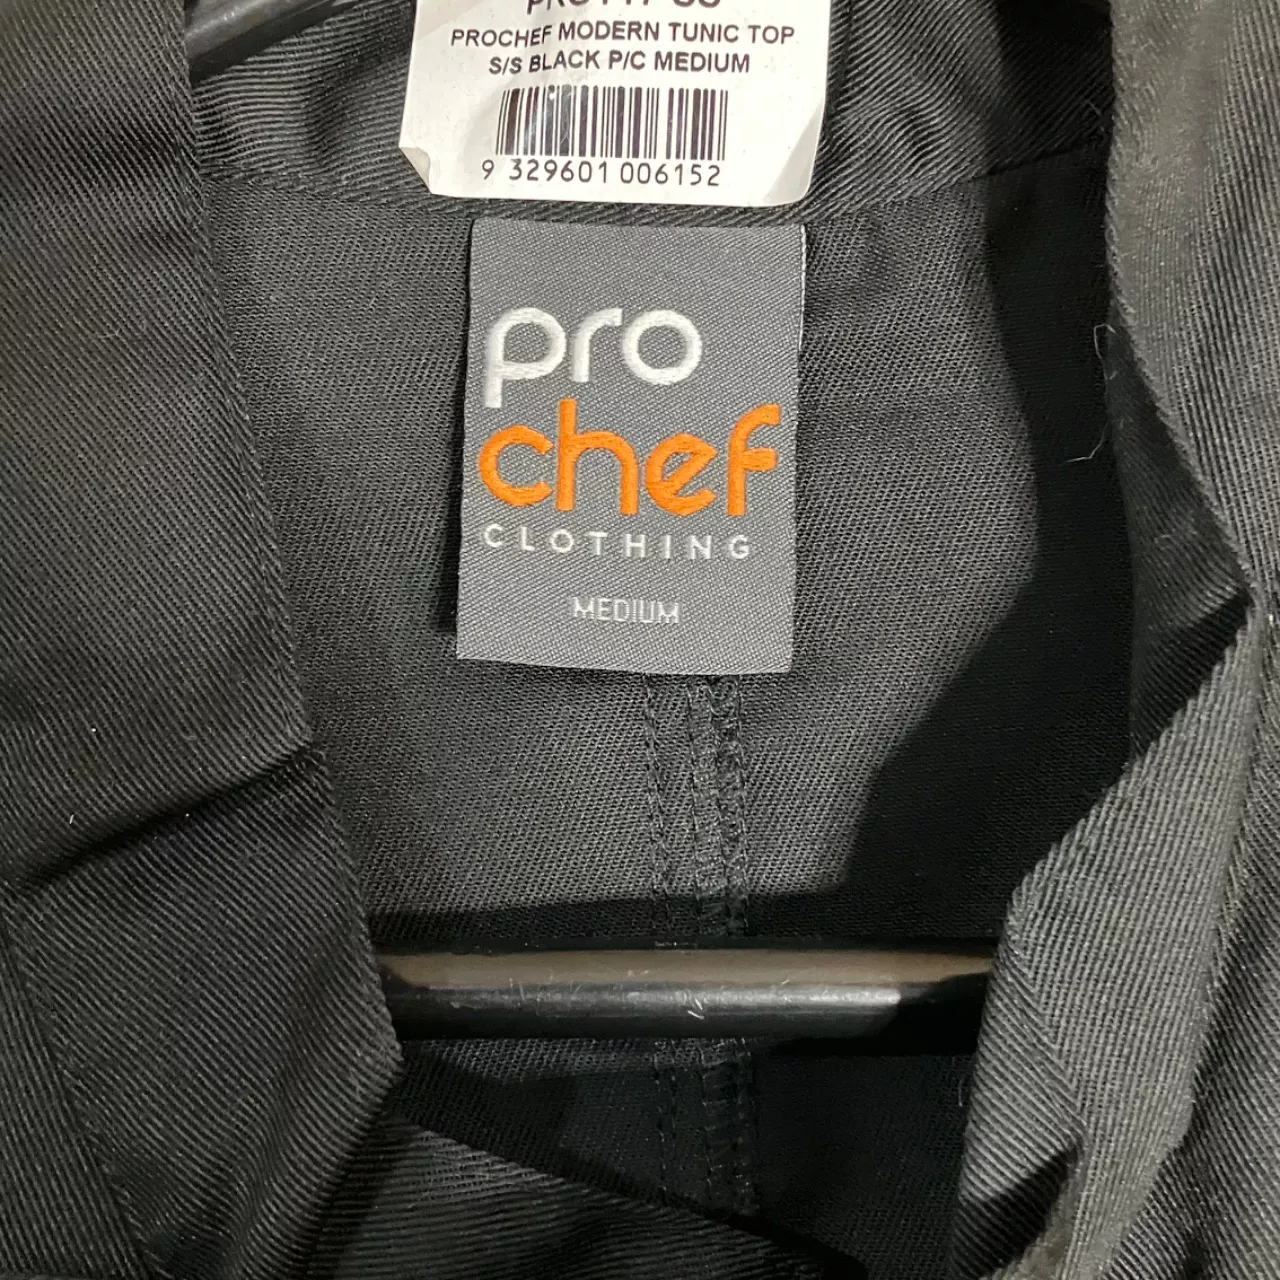 PROCHEF MODERN TUNIC TOP
S/S BLACK P/C MEDIUM
9 329601 006152
pro
chef
CLOTHING
MEDIUM